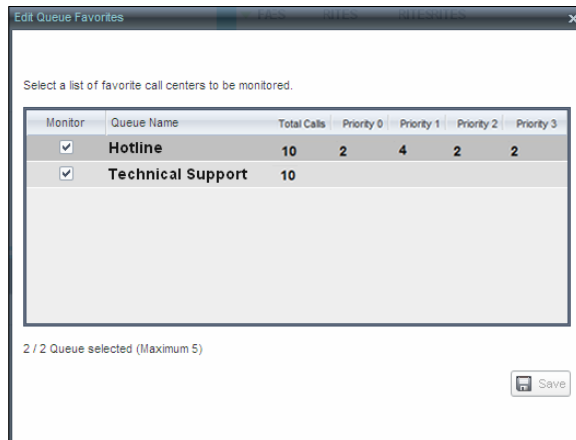 Edit Queue Favorites
Select a list of favorite call centers to be monitored.
Monitor Queue Name Total Calls Priority 0 Priority 1 Priority 2 Priority 3
Hotline 10 2 4 2 2
Technical Support 10
2 / 2 Queue selected (Maximum 5)
Save